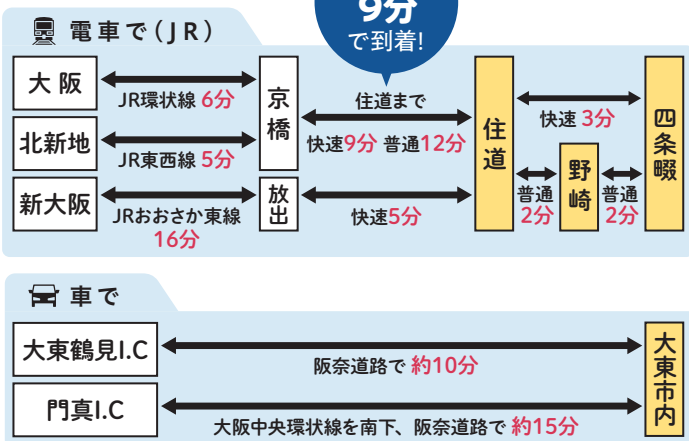 9分
で到着!
電車で(JR)
大阪
JR環状線 6分
北新地
JR東西線 5分
新大阪
JRおおさか東線
16分
京橋
放出
住道まで
快速9分 普通12分
快速5分
住道
快速 3分
普通
2分
野崎
普通
2分
四条畷
車で
大東鶴見I.C
阪奈道路で 約10分
門真I.C
大阪中央環状線を南下、阪奈道路で 約15分
大東市内